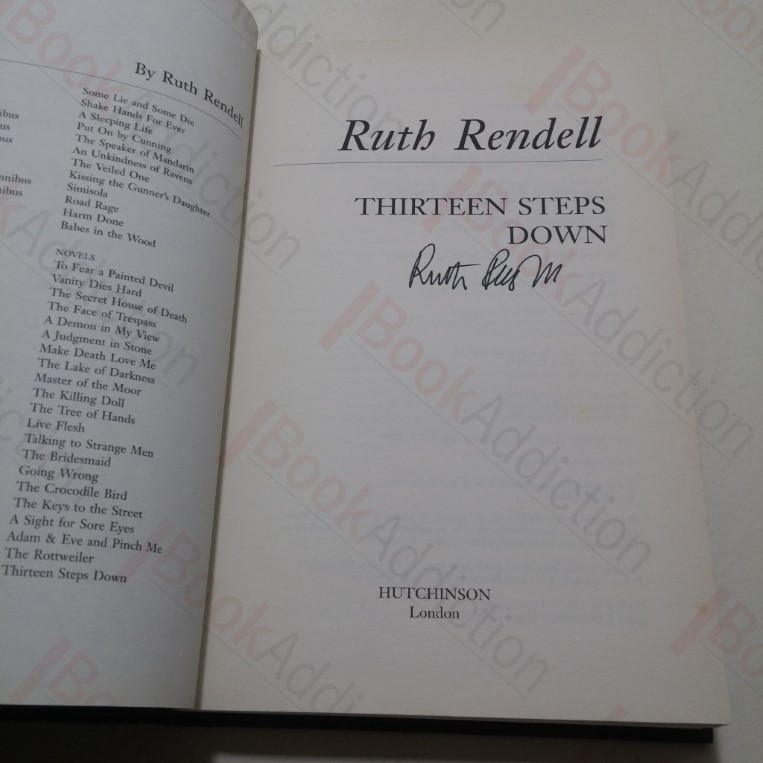 By Ruth Rendell
Some Lie and Some Die
Shake Hands For Ever
A Sleeping Life
Put On by Cunning
The Speaker of Mandarin
An Unkindness of Ravens
The Veiled One
Kissing the Gunner's Daughter
Simisola
Road Rage
Harm Done
Babes in the Wood
NOVELS
To Fear a Painted Devil
Vanity Dies Hard
The Secret House of Death
The Face of Trespass
A Demon in My View
A Judgment in Stone
Make Death Love Me
The Lake of Darkness
Master of the Moor
The Killing Doll
The Tree of Hands
Live Flesh
Talking to Strange Men
The Bridesmaid
Going Wrong
The Crocodile Bird
The Keys to the Street
A Sight for Sore Eyes
Adam & Eve and Pinch Me
The Rottweiler
Thirteen Steps Down
Ruth Rendell
THIRTEEN STEPS
DOWN
Ruth
HUTCHINSON
London
BookAddiction